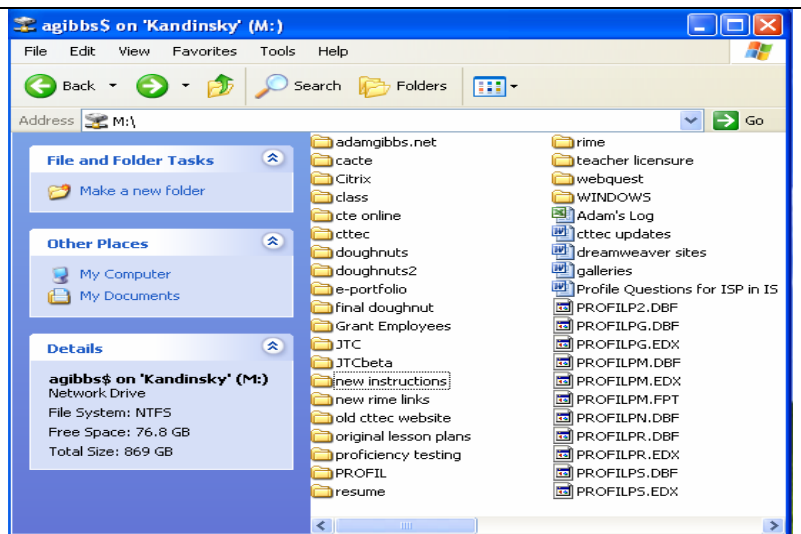 agibbs$ on 'Kandinsky' (M:)
File Edit View Favorites Tools Help
Back Search Folders
Address M:\ Go
File and Folder Tasks
Make a new folder
Other Places
My Computer
My Documents
Details
agibbs$ on 'Kandinsky' (M:)
Network Drive
File System: NTFS
Free Space: 76.8 GB
Total Size: 869 GB
adamgibbs.net
cacte
Citrix
class
cte online
cttec
doughnuts
doughnuts2
e-portfolio
final doughnut
Grant Employees
JTC
JTCbeta
new instructions
new rime links
old cttec website
original lesson plans
proficiency testing
PROFIL
resume
rime
teacher licensure
webquest
WINDOWS
Adam's Log
cttec updates
dreamweaver sites
galleries
Profile Questions for ISP in IS
PROFILP2.DBF
PROFILPG.DBF
PROFILPG.EDX
PROFILPM.DBF
PROFILPM.EDX
PROFILPM.FPT
PROFILPN.DBF
PROFILPR.DBF
PROFILPR.EDX
PROFILPS.DBF
PROFILPS.EDX